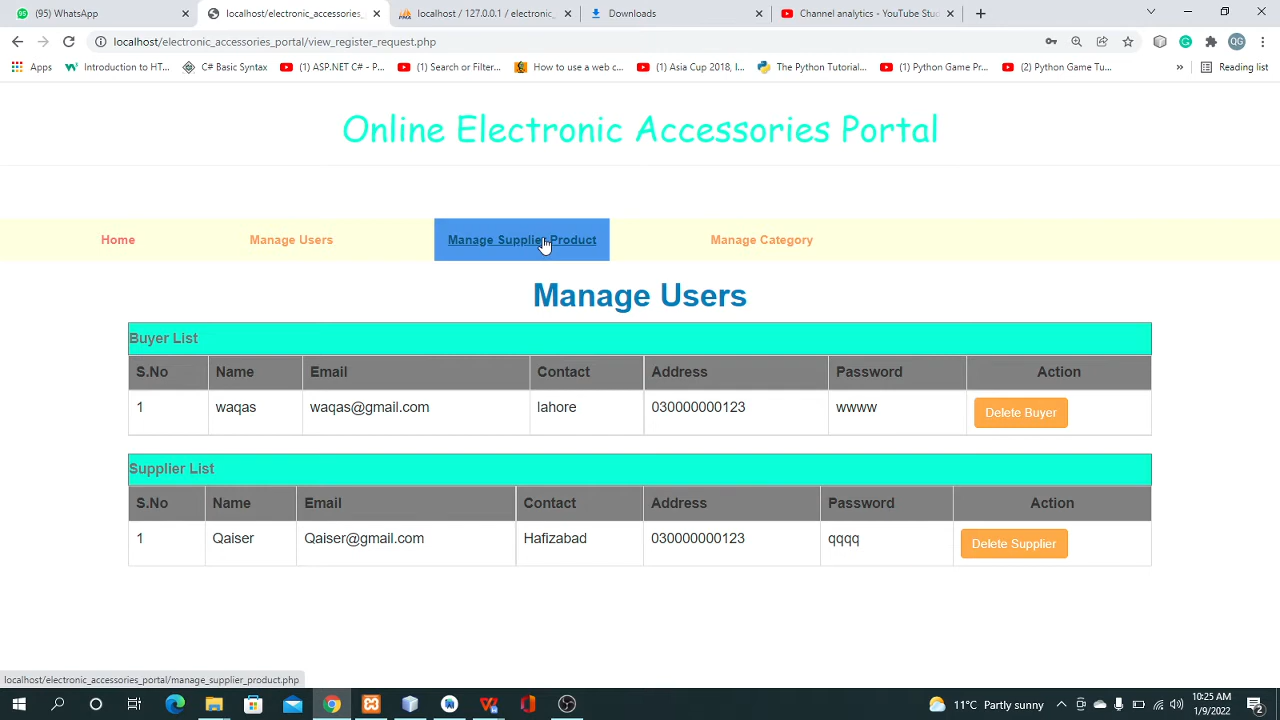 (95) WhatsApp
localhost/electronic_accessories_
localhost / 127.0.0.1 / electronic_
Downloads
Channel analytics - YouTube Stud
localhost/electronic_accessories_portal/view_register_request.php
QG
Apps
Introduction to HT...
C# Basic Syntax
(1) ASP.NET C# - P...
(1) Search or Filter...
How to use a web c...
(1) Asia Cup 2018, I...
The Python Tutorial...
(1) Python Game Pr...
(2) Python Game Tu...
»
Reading list
Online Electronic Accessories Portal
Home Manage Users Manage Supplier Product Manage Category
Manage Users
Buyer List
S.No Name Email Contact Address Password Action
1 waqas waqas@gmail.com lahore 030000000123 wwww Delete Buyer
Supplier List
S.No Name Email Contact Address Password Action
1 Qaiser Qaiser@gmail.com Hafizabad 030000000123 qqqq Delete Supplier
localhost/electronic_accessories_portal/manage_supplier_product.php
11°C Partly sunny
10:25 AM
1/9/2022
2